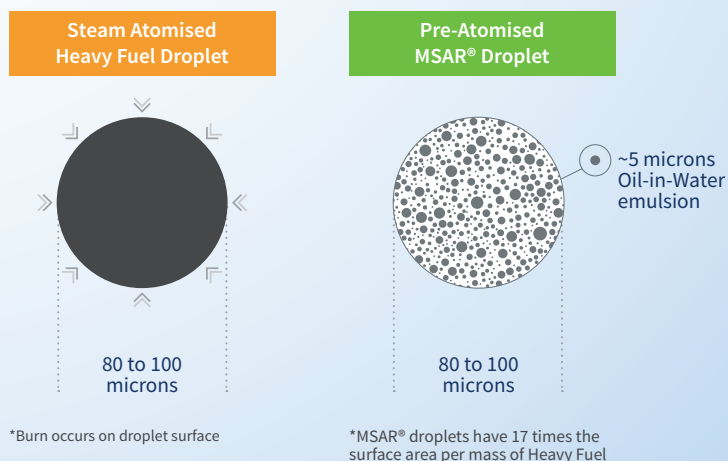 Steam Atomised
Heavy Fuel Droplet
Pre-Atomised
MSAR® Droplet
~5 microns
Oil-in-Water
emulsion
80 to 100
microns
80 to 100
microns
*Burn occurs on droplet surface
*MSAR® droplets have 17 times the
surface area per mass of Heavy Fuel